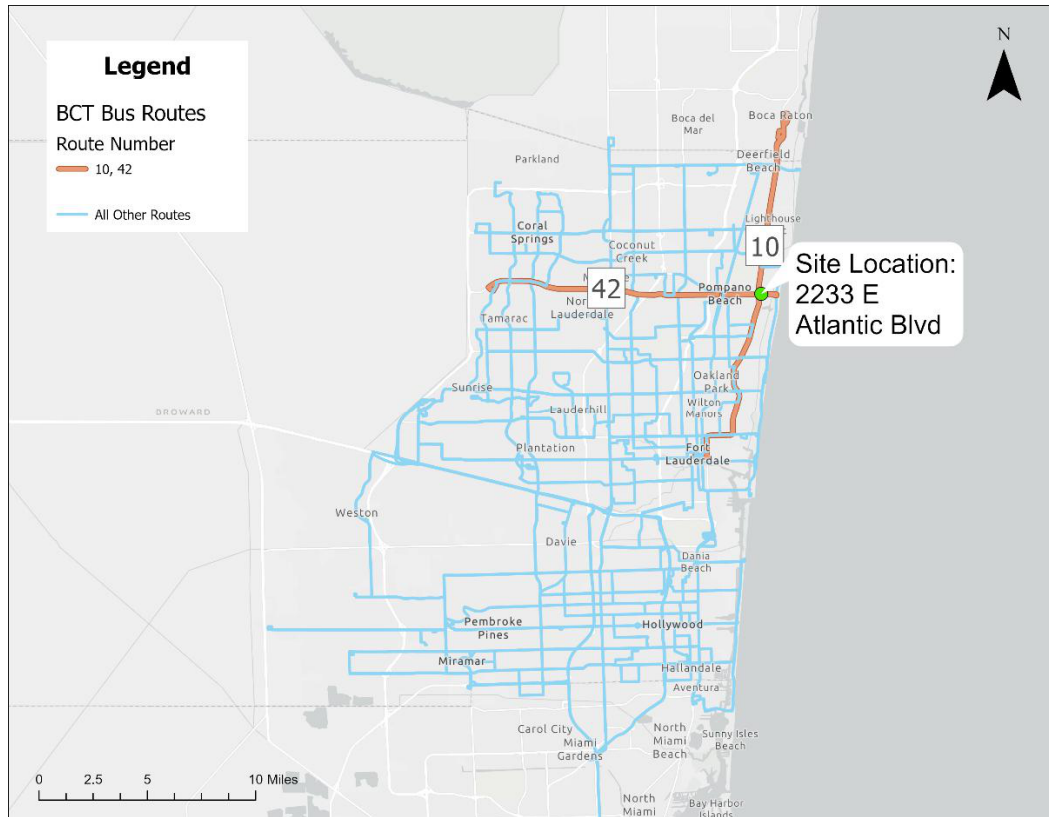 Legend
BCT Bus Routes
Route Number
10, 42
All Other Routes
N
Boca del
Mar
Boca Raton
Parkland
Deerfield
Beach
Lighthouse
Coral
Springs
10
Coconut
Creek
Site Location:
2233 E
Atlantic Blvd
42
Pompano
Beach
Lauderdale
Tamarac
Oakland
Park
Sunrise
Wilton
Manors
Lauderhill
BROWARD
Plantation
Fort
Lauderdale
Weston
Davie
Dania
Beach
Pembroke
Pines
Hollywood
Miramar
Hallandale
Aventura
Carol City
Miami
Gardens
North
Miami
Beach
Sunny Isles
Beach
0 2.5 5 10 Miles
North
Miami
Bay Harbor
Islands